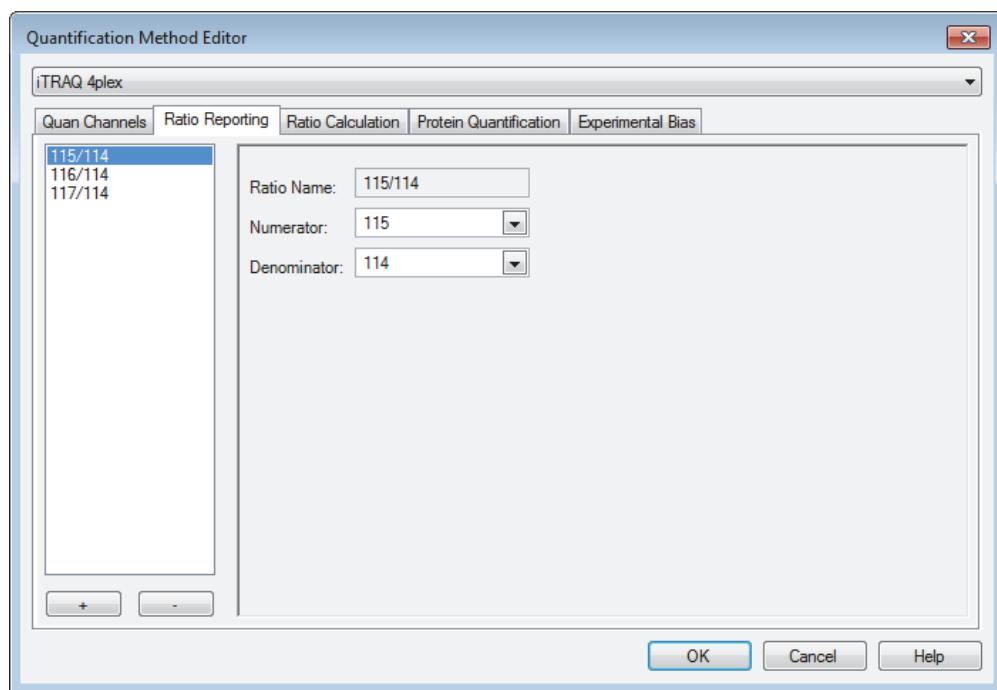 Quantification Method Editor
iTRAQ 4plex
Quan Channels Ratio Reporting Ratio Calculation Protein Quantification Experimental Bias
115/114
116/114
117/114
Ratio Name: 115/114
Numerator: 115
Denominator: 114
+ -
OK Cancel Help